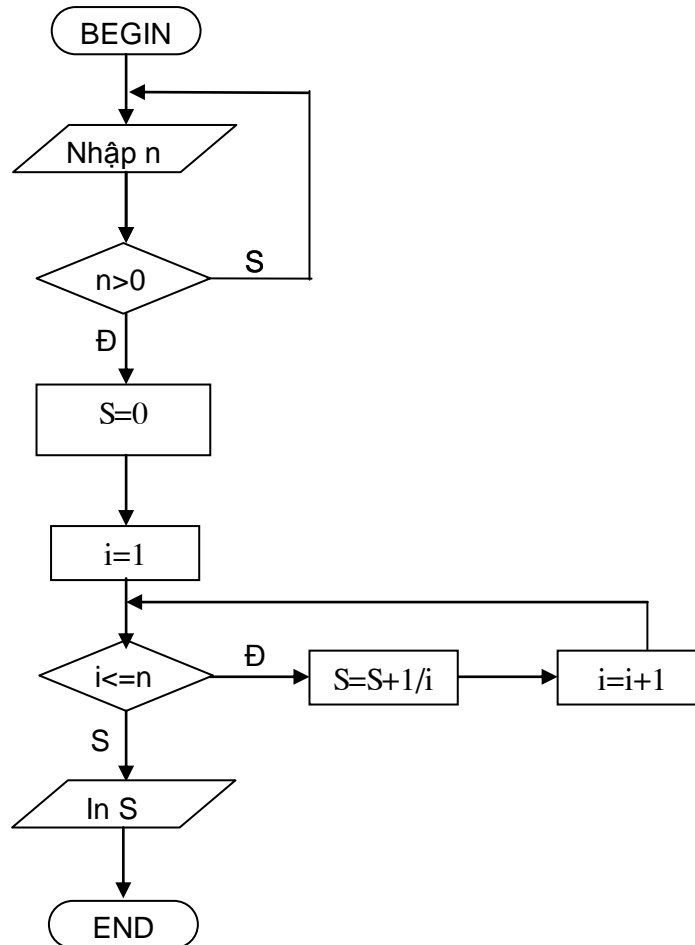 BEGIN
Nhập n
n>0
S
Đ
S=0
i=1
i<=n
Đ
S=S+1/i
i=i+1
S
In S
END